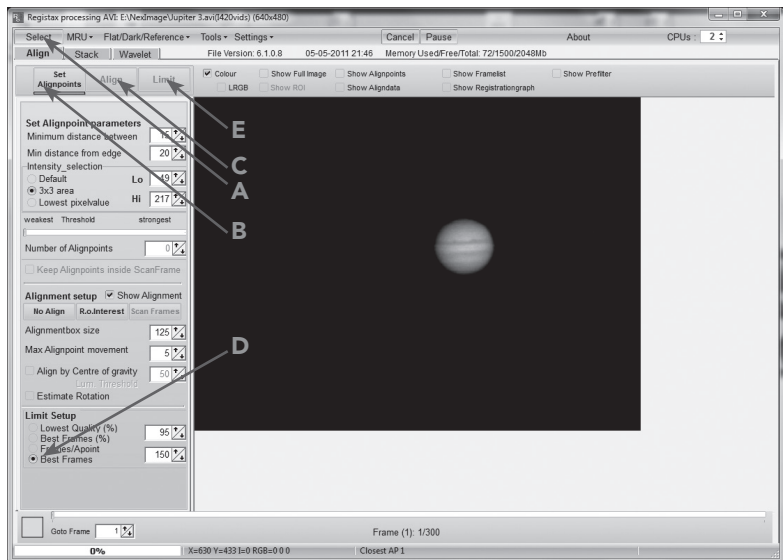 Registax processing AVI: E:\NexImage\Jupiter 3.avi(I420vids) (640x480)
Select MRU Flat/Dark/Reference Tools Settings Cancel Pause About CPUs : 2
Align Stack Wavelet File Version: 6.1.0.8 05-05-2011 21:46 Memory Used/Free/Total: 72/1500/2048Mb
Set Alignpoints Align Limit
Colour Show Full Image Show Alignpoints Show Framelist Show Prefilter
LRGB Show ROI Show Aligndata Show Registrationgraph
Set Alignpoint parameters
Minimum distance between 15
Min distance from edge 20
Intensity_selection
Default Lo 49
3x3 area
Lowest pixelvalue Hi 217
weakest Threshold strongest
Number of Alignpoints 0
Keep Alignpoints inside ScanFrame
Alignment setup Show Alignment
No Align R.o.Interest Scan Frames
Alignmentbox size 125
Max Alignpoint movement 5
Align by Centre of gravity 50
Lum. Threshold
Estimate Rotation
Limit Setup
Lowest Quality (%) 95
Best Frames (%)
Frames/Apoint 150
Best Frames
E
C
A
B
D
Goto Frame 1 Frame (1): 1/300
0% X=630 Y=433 I=0 RGB=0 0 0 Closest AP 1